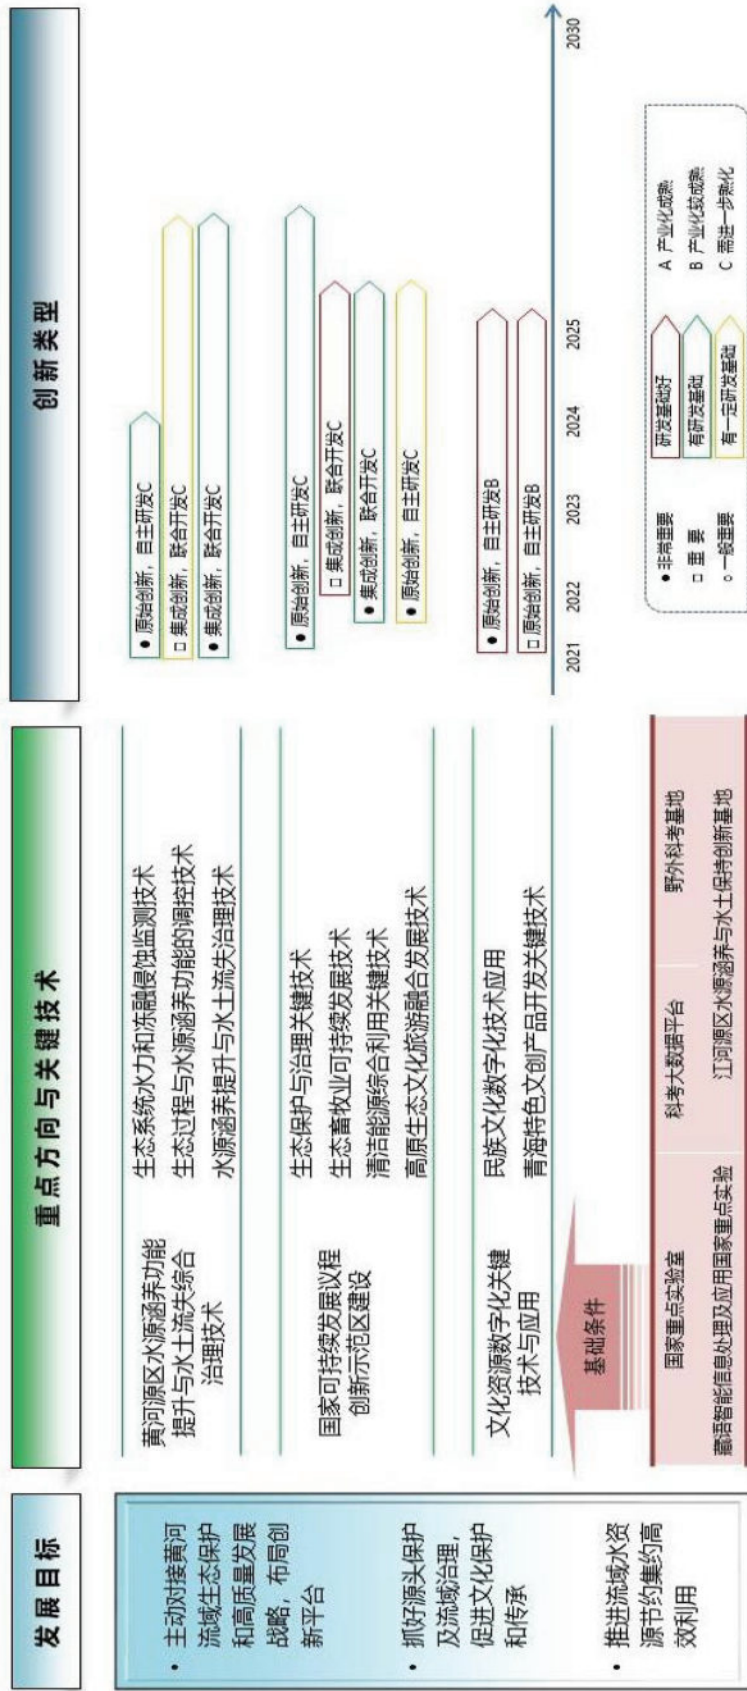 发展目标
主动对接黄河
流域生态保护
和高质量发展
战略，布局创
新平台
抓好源头保护
及流域治理，
促进文化保护
和传承
推进流域水资
源节约集约高
效利用
重点方向与关键技术
黄河源区水源涵养功能
提升与水土流失综合
治理技术
生态系统水力和冻融侵蚀监测技术
生态过程与水源涵养功能的调控技术
水源涵养提升与水土流失治理技术
国家可持续发展议程
创新示范区建设
生态保护与治理关键技术
生态畜牧业可持续发展技术
清洁能源综合利用关键技术
高原生态文化旅游融合发展技术
文化资源数字化关键
技术与应用
民族文化数字化技术应用
青海特色文创产品开发关键技术
基础条件
国家重点实验室
科考大数据平台
野外科考基地
藏语智能信息处理及应用国家重点实验
江河源区水源涵养与水土保持创新基地
创新类型
● 原始创新，自主研发C
□ 集成创新，联合开发C
● 集成创新，联合开发C
● 原始创新，自主研发C
□ 集成创新，联合开发C
● 集成创新，联合开发C
● 原始创新，自主研发C
● 原始创新，自主研发B
□ 原始创新，自主研发B
2021 2022 2023 2024 2025 2030
● 非常重要
□ 重 要
○ 一般重要
研发基础好
有研发基础
有一定研发基础
A 产业化成熟
B 产业化较成熟
C 需进一步熟化